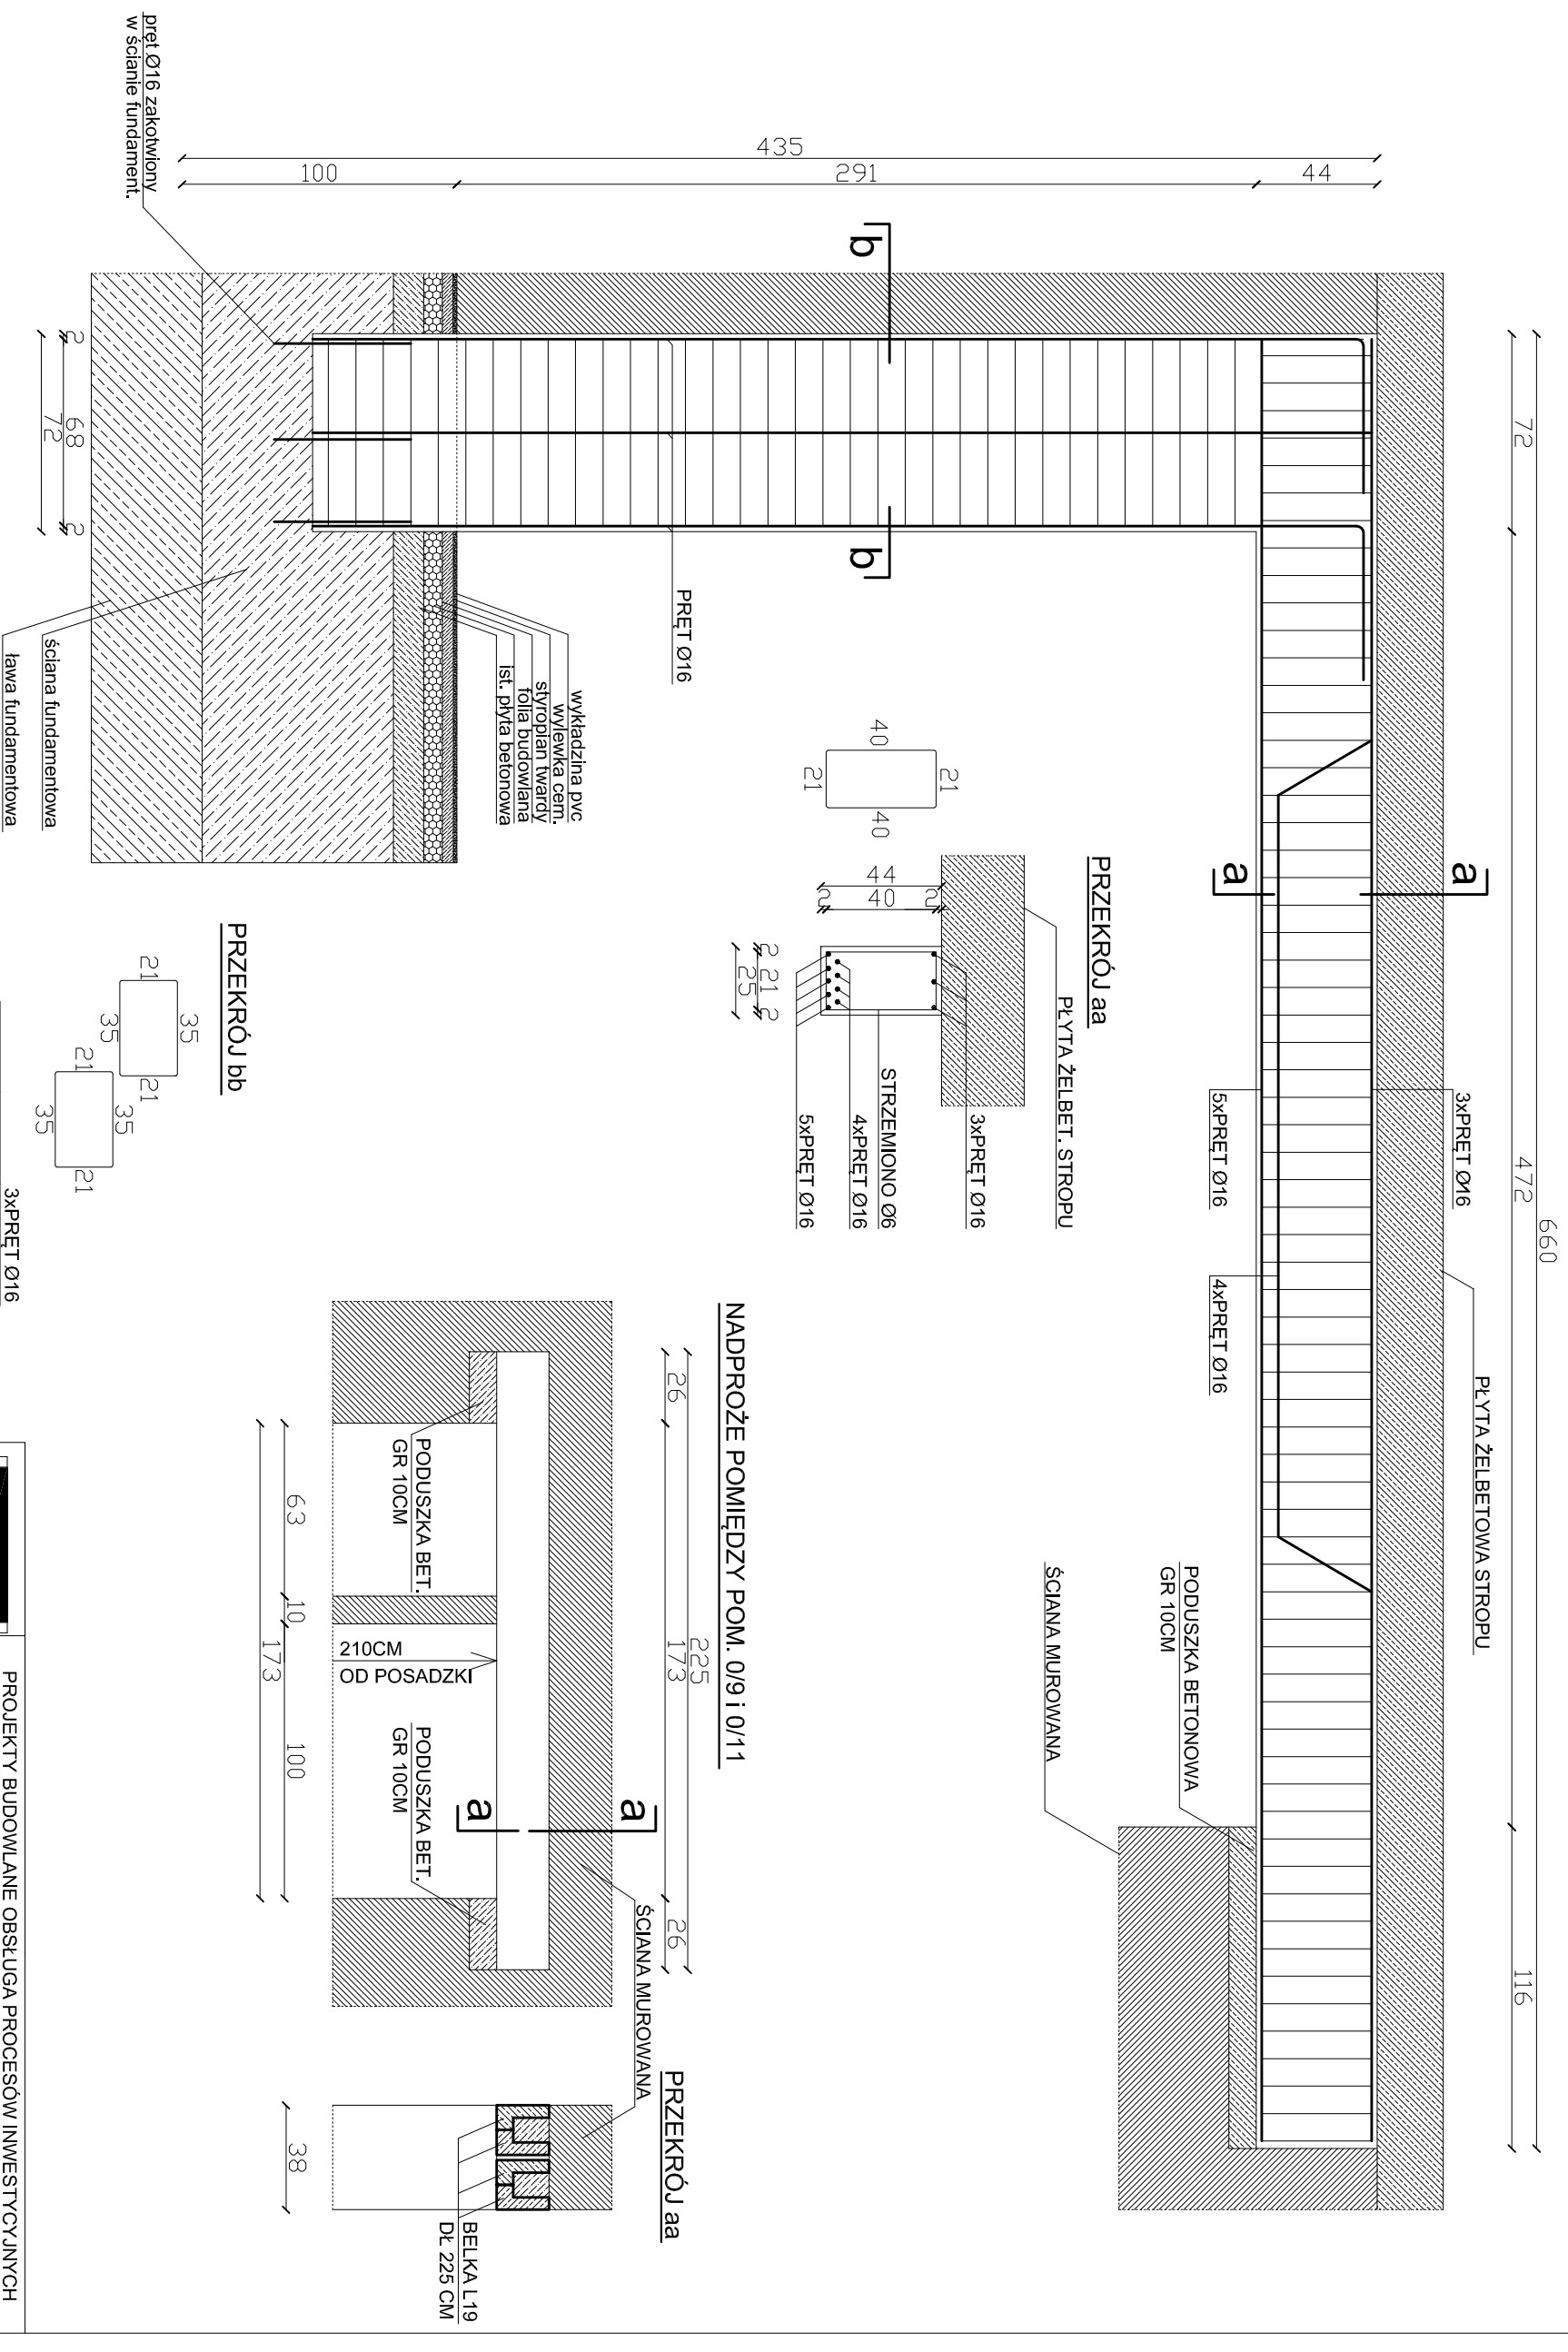 660
72
472
116
PŁYTA ŻELBETOWA STROPU
3xPRĘT Ø16
a
a
5xPRĘT Ø16
4xPRĘT Ø16
PODUSZKA BETONOWA
GR 10CM
ŚCIANA MUROWANA
435
44
291
100
b
b
PRĘT Ø16
wykładzina pvc
wylewka cem.
styropian twardy
folia budowlana
ist. płyta betonowa
pręt Ø16 zakotwiony
w ścianie fundament.
2
68
2
72
ściana fundamentowa
ława fundamentowa
PRZEKRÓJ aa
PŁYTA ŻELBET. STROPU
21
40
40
21
44
2
40
2
2
21
2
25
3xPRĘT Ø16
STRZEMIONO Ø6
4xPRĘT Ø16
5xPRĘT Ø16
PRZEKRÓJ bb
35
21
21
35
35
21
21
35
3xPRĘT Ø16
NADPROŻE POMIĘDZY POM. 0/9 i 0/11
225
26
173
26
ŚCIANA MUROWANA
a
a
PODUSZKA BET.
GR 10CM
210CM
OD POSADZKI
PODUSZKA BET.
GR 10CM
63
10
100
173
PRZEKRÓJ aa
BELKA L19
DŁ 225 CM
38
PROJEKTY BUDOWLANE OBSŁUGA PROCESÓW INWESTYCYJNYCH